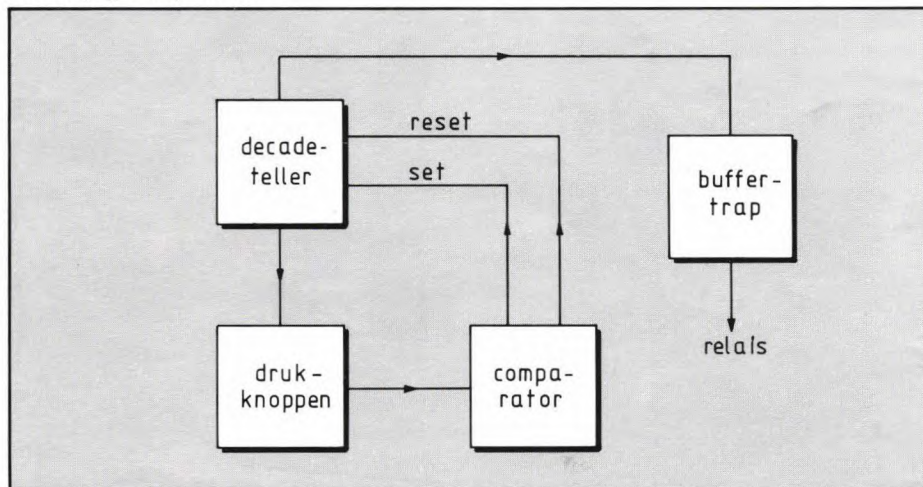 reset
decade-
teller
set
buffer-
trap
druk-
knoppen
compa-
rator
relais